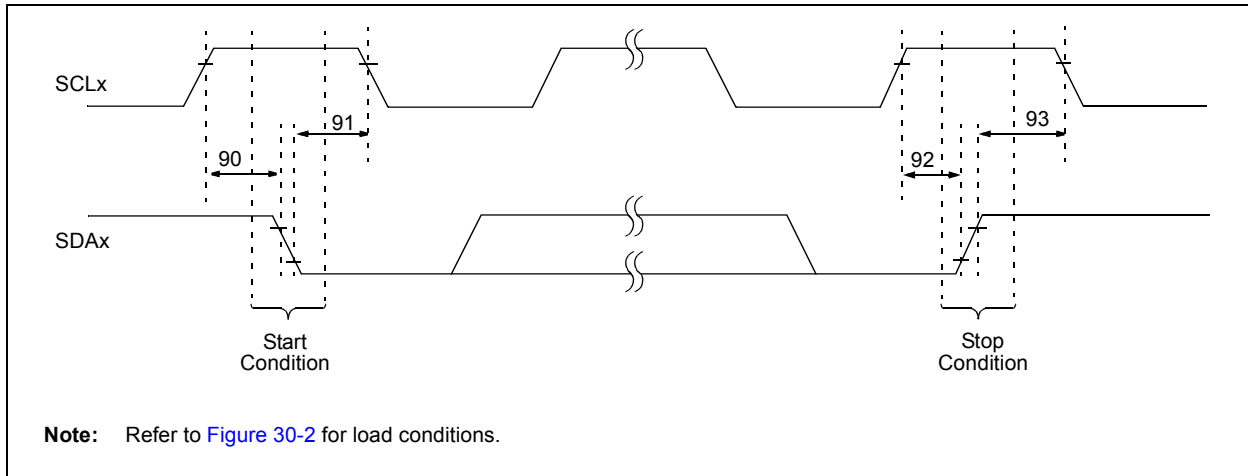 SCLx
91
93
90
92
SDAx
Start
Condition
Stop
Condition
Note: Refer to Figure 30-2 for load conditions.